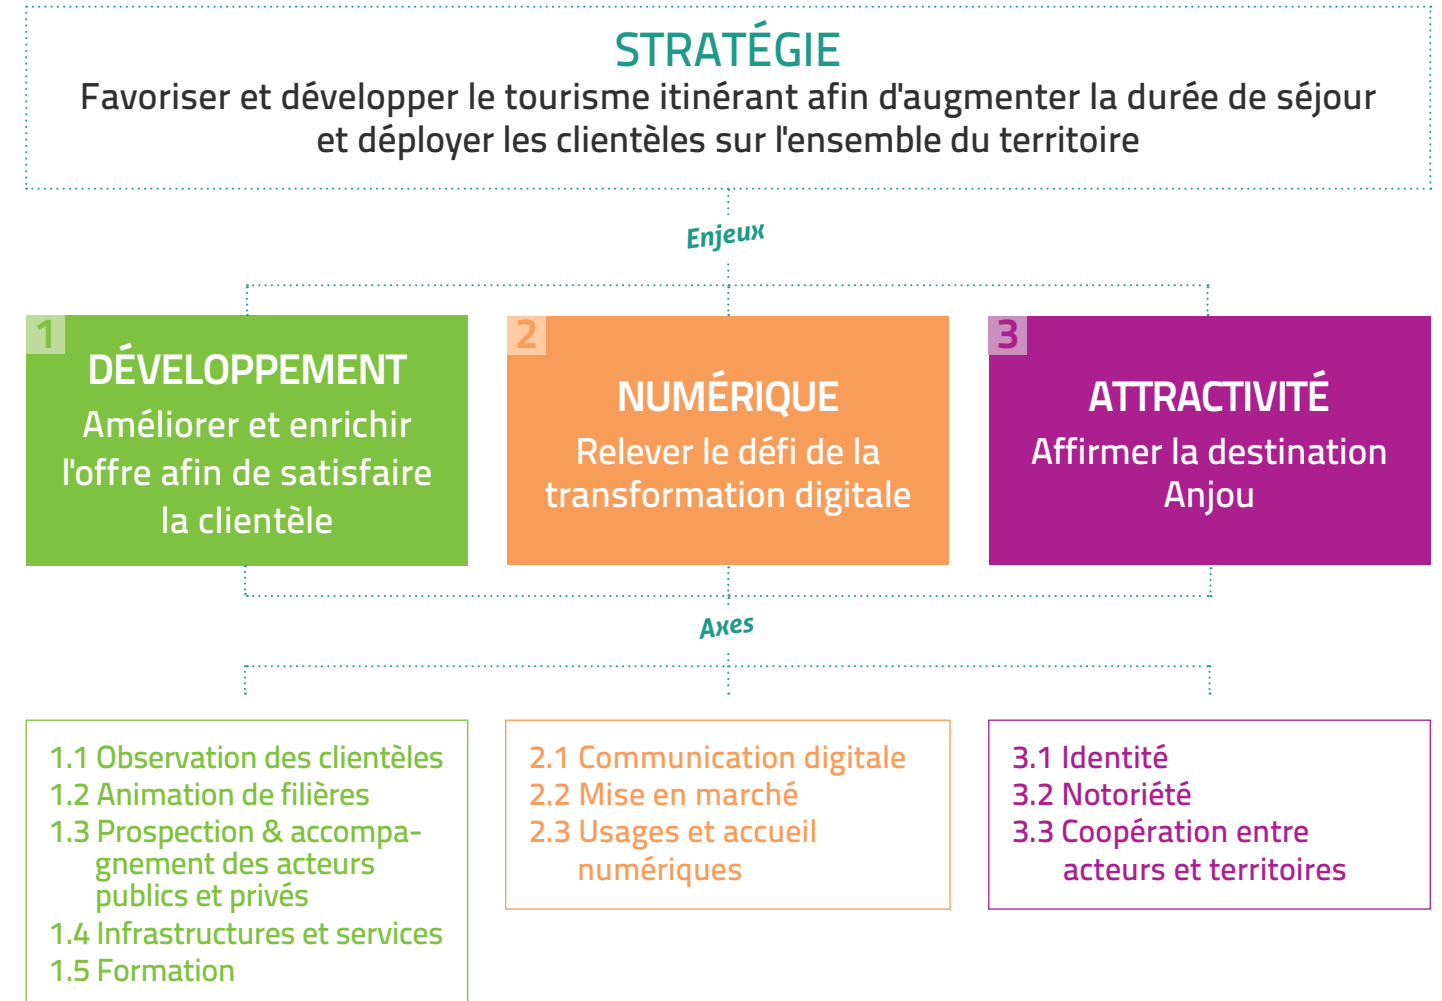 STRATÉGIE
Favoriser et développer le tourisme itinérant afin d'augmenter la durée de séjour
et déployer les clientèles sur l'ensemble du territoire
Enjeux
1
DÉVELOPPEMENT
Améliorer et enrichir
l'offre afin de satisfaire
la clientèle
2
NUMÉRIQUE
Relever le défi de la
transformation digitale
3
ATTRACTIVITÉ
Affirmer la destination
Anjou
Axes
1.1 Observation des clientèles
1.2 Animation de filières
1.3 Prospection & accompa-
gnement des acteurs
publics et privés
1.4 Infrastructures et services
1.5 Formation
2.1 Communication digitale
2.2 Mise en marché
2.3 Usages et accueil
numériques
3.1 Identité
3.2 Notoriété
3.3 Coopération entre
acteurs et territoires